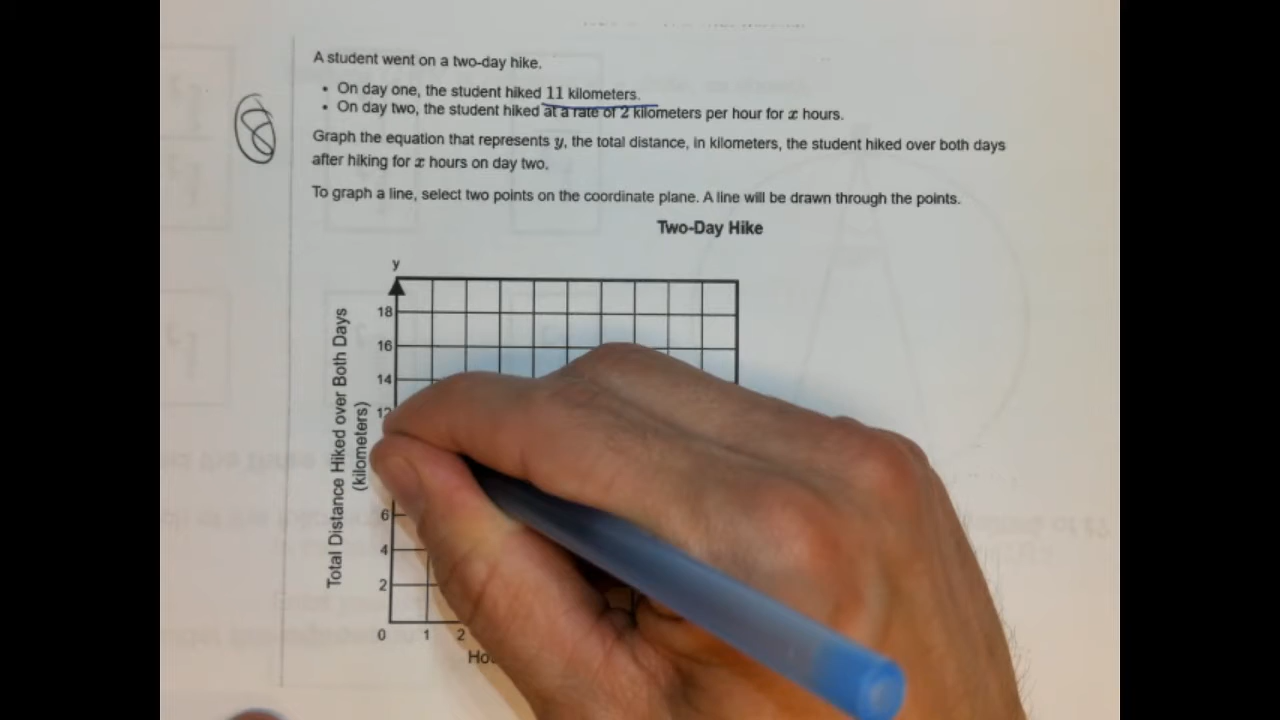 A student went on a two-day hike.
• On day one, the student hiked 11 kilometers.
• On day two, the student hiked at a rate of 2 kilometers per hour for x hours.
8
Graph the equation that represents y, the total distance, in kilometers, the student hiked over both days
after hiking for x hours on day two.
To graph a line, select two points on the coordinate plane. A line will be drawn through the points.
Two-Day Hike
y
18
16
14
12
6
4
2
0 1 2
Total Distance Hiked over Both Days
(kilometers)